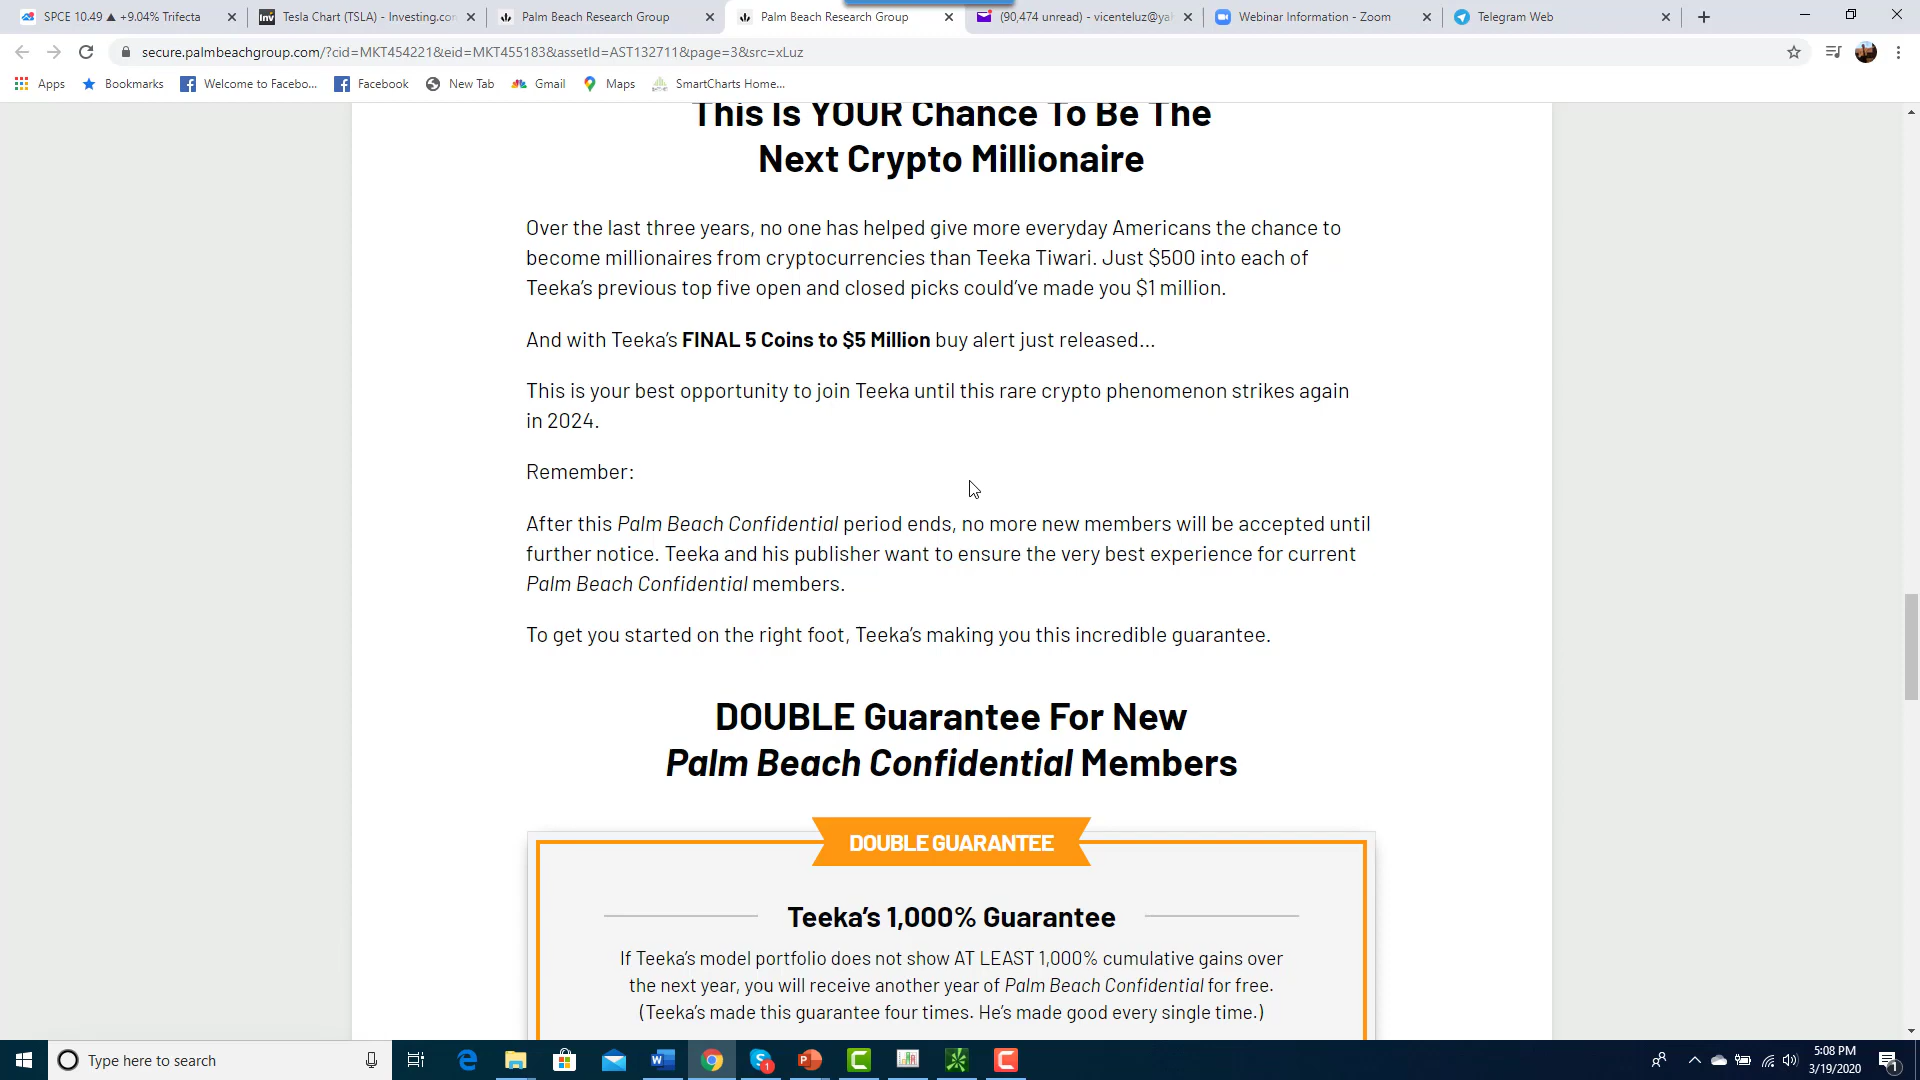 SPCE 10.49 ▲ +9.04% Trifecta
Tesla Chart (TSLA) - Investing.co
Palm Beach Research Group
Palm Beach Research Group
(90,474 unread) - vicenteluz@ya
Webinar Information - Zoom
Telegram Web
secure.palmbeachgroup.com/?cid=MKT454221&eid=MKT455183&assetId=AST132711&page=3&src=xLuz
Apps
Bookmarks
Welcome to Facebo...
Facebook
New Tab
Gmail
Maps
SmartCharts Home...
This Is YOUR Chance To Be The
Next Crypto Millionaire
Over the last three years, no one has helped give more everyday Americans the chance to
become millionaires from cryptocurrencies than Teeka Tiwari. Just $500 into each of
Teeka’s previous top five open and closed picks could’ve made you $1 million.
And with Teeka’s FINAL 5 Coins to $5 Million buy alert just released…
This is your best opportunity to join Teeka until this rare crypto phenomenon strikes again
in 2024.
Remember:
After this Palm Beach Confidential period ends, no more new members will be accepted until
further notice. Teeka and his publisher want to ensure the very best experience for current
Palm Beach Confidential members.
To get you started on the right foot, Teeka’s making you this incredible guarantee.
DOUBLE Guarantee For New
Palm Beach Confidential Members
DOUBLE GUARANTEE
Teeka’s 1,000% Guarantee
If Teeka’s model portfolio does not show AT LEAST 1,000% cumulative gains over
the next year, you will receive another year of Palm Beach Confidential for free.
(Teeka’s made this guarantee four times. He’s made good every single time.)
Type here to search
5:08 PM
3/19/2020